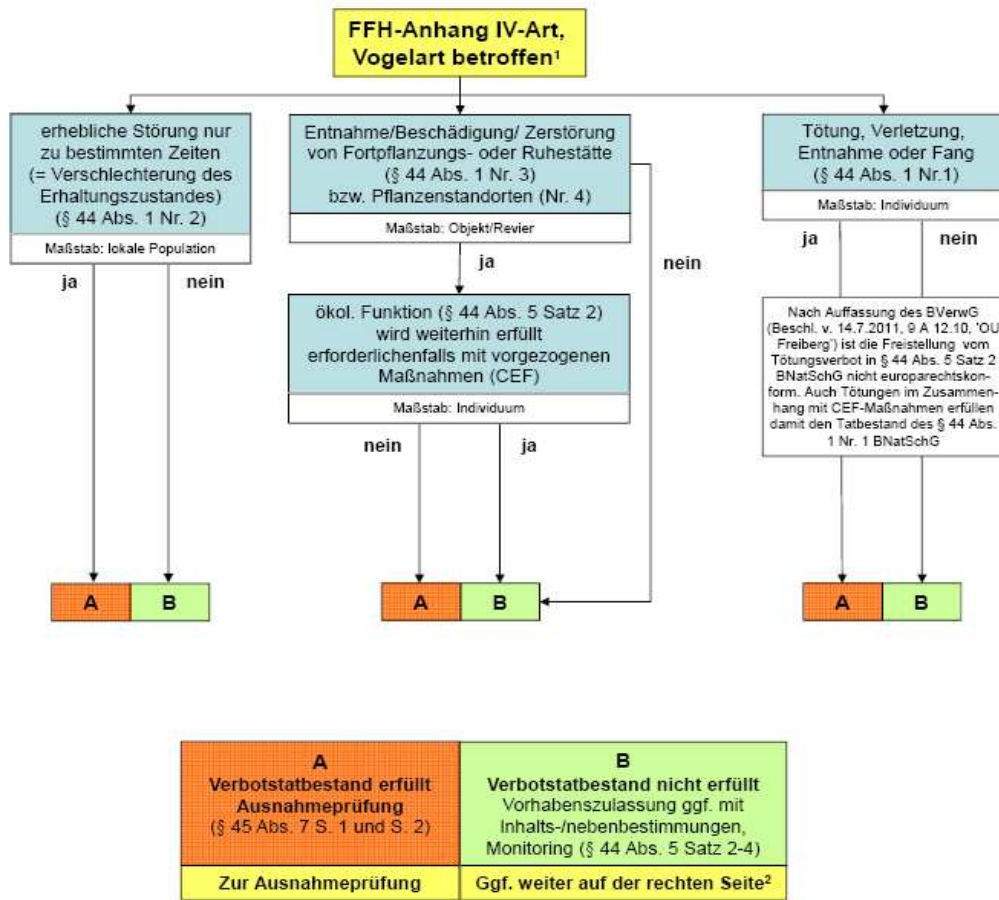 FFH-Anhang IV-Art,
Vogelart betroffen¹
erhebliche Störung nur
zu bestimmten Zeiten
(= Verschlechterung des
Erhaltungszustandes)
(§ 44 Abs. 1 Nr. 2)
Maßstab: lokale Population
ja
nein
Entnahme/Beschädigung/ Zerstörung
von Fortpflanzungs- oder Ruhestätte
(§ 44 Abs. 1 Nr. 3)
bzw. Pflanzenstandorten (Nr. 4)
Maßstab: Objekt/Revier
ja
nein
ökol. Funktion (§ 44 Abs. 5 Satz 2)
wird weiterhin erfüllt
erforderlichenfalls mit vorgezogenen
Maßnahmen (CEF)
Maßstab: Individuum
nein
ja
Tötung, Verletzung,
Entnahme oder Fang
(§ 44 Abs. 1 Nr.1)
Maßstab: Individuum
ja
nein
Nach Auffassung des BVerwG
(Beschl. v. 14.7.2011, 9 A 12.10, 'OU
Freiberg') ist die Freistellung vom
Tötungsverbot in § 44 Abs. 5 Satz 2
BNatSchG nicht europarechtskon-
form. Auch Tötungen im Zusammen-
hang mit CEF-Maßnahmen erfüllen
damit den Tatbestand des § 44 Abs.
1 Nr. 1 BNatSchG
A
B
A
B
A
B
A
Verbotstatbestand erfüllt
Ausnahmeprüfung
(§ 45 Abs. 7 S. 1 und S. 2)
Zur Ausnahmeprüfung
B
Verbotstatbestand nicht erfüllt
Vorhabenszulassung ggf. mit
Inhalts-/nebenbestimmungen,
Monitoring (§ 44 Abs. 5 Satz 2-4)
Ggf. weiter auf der rechten Seite²